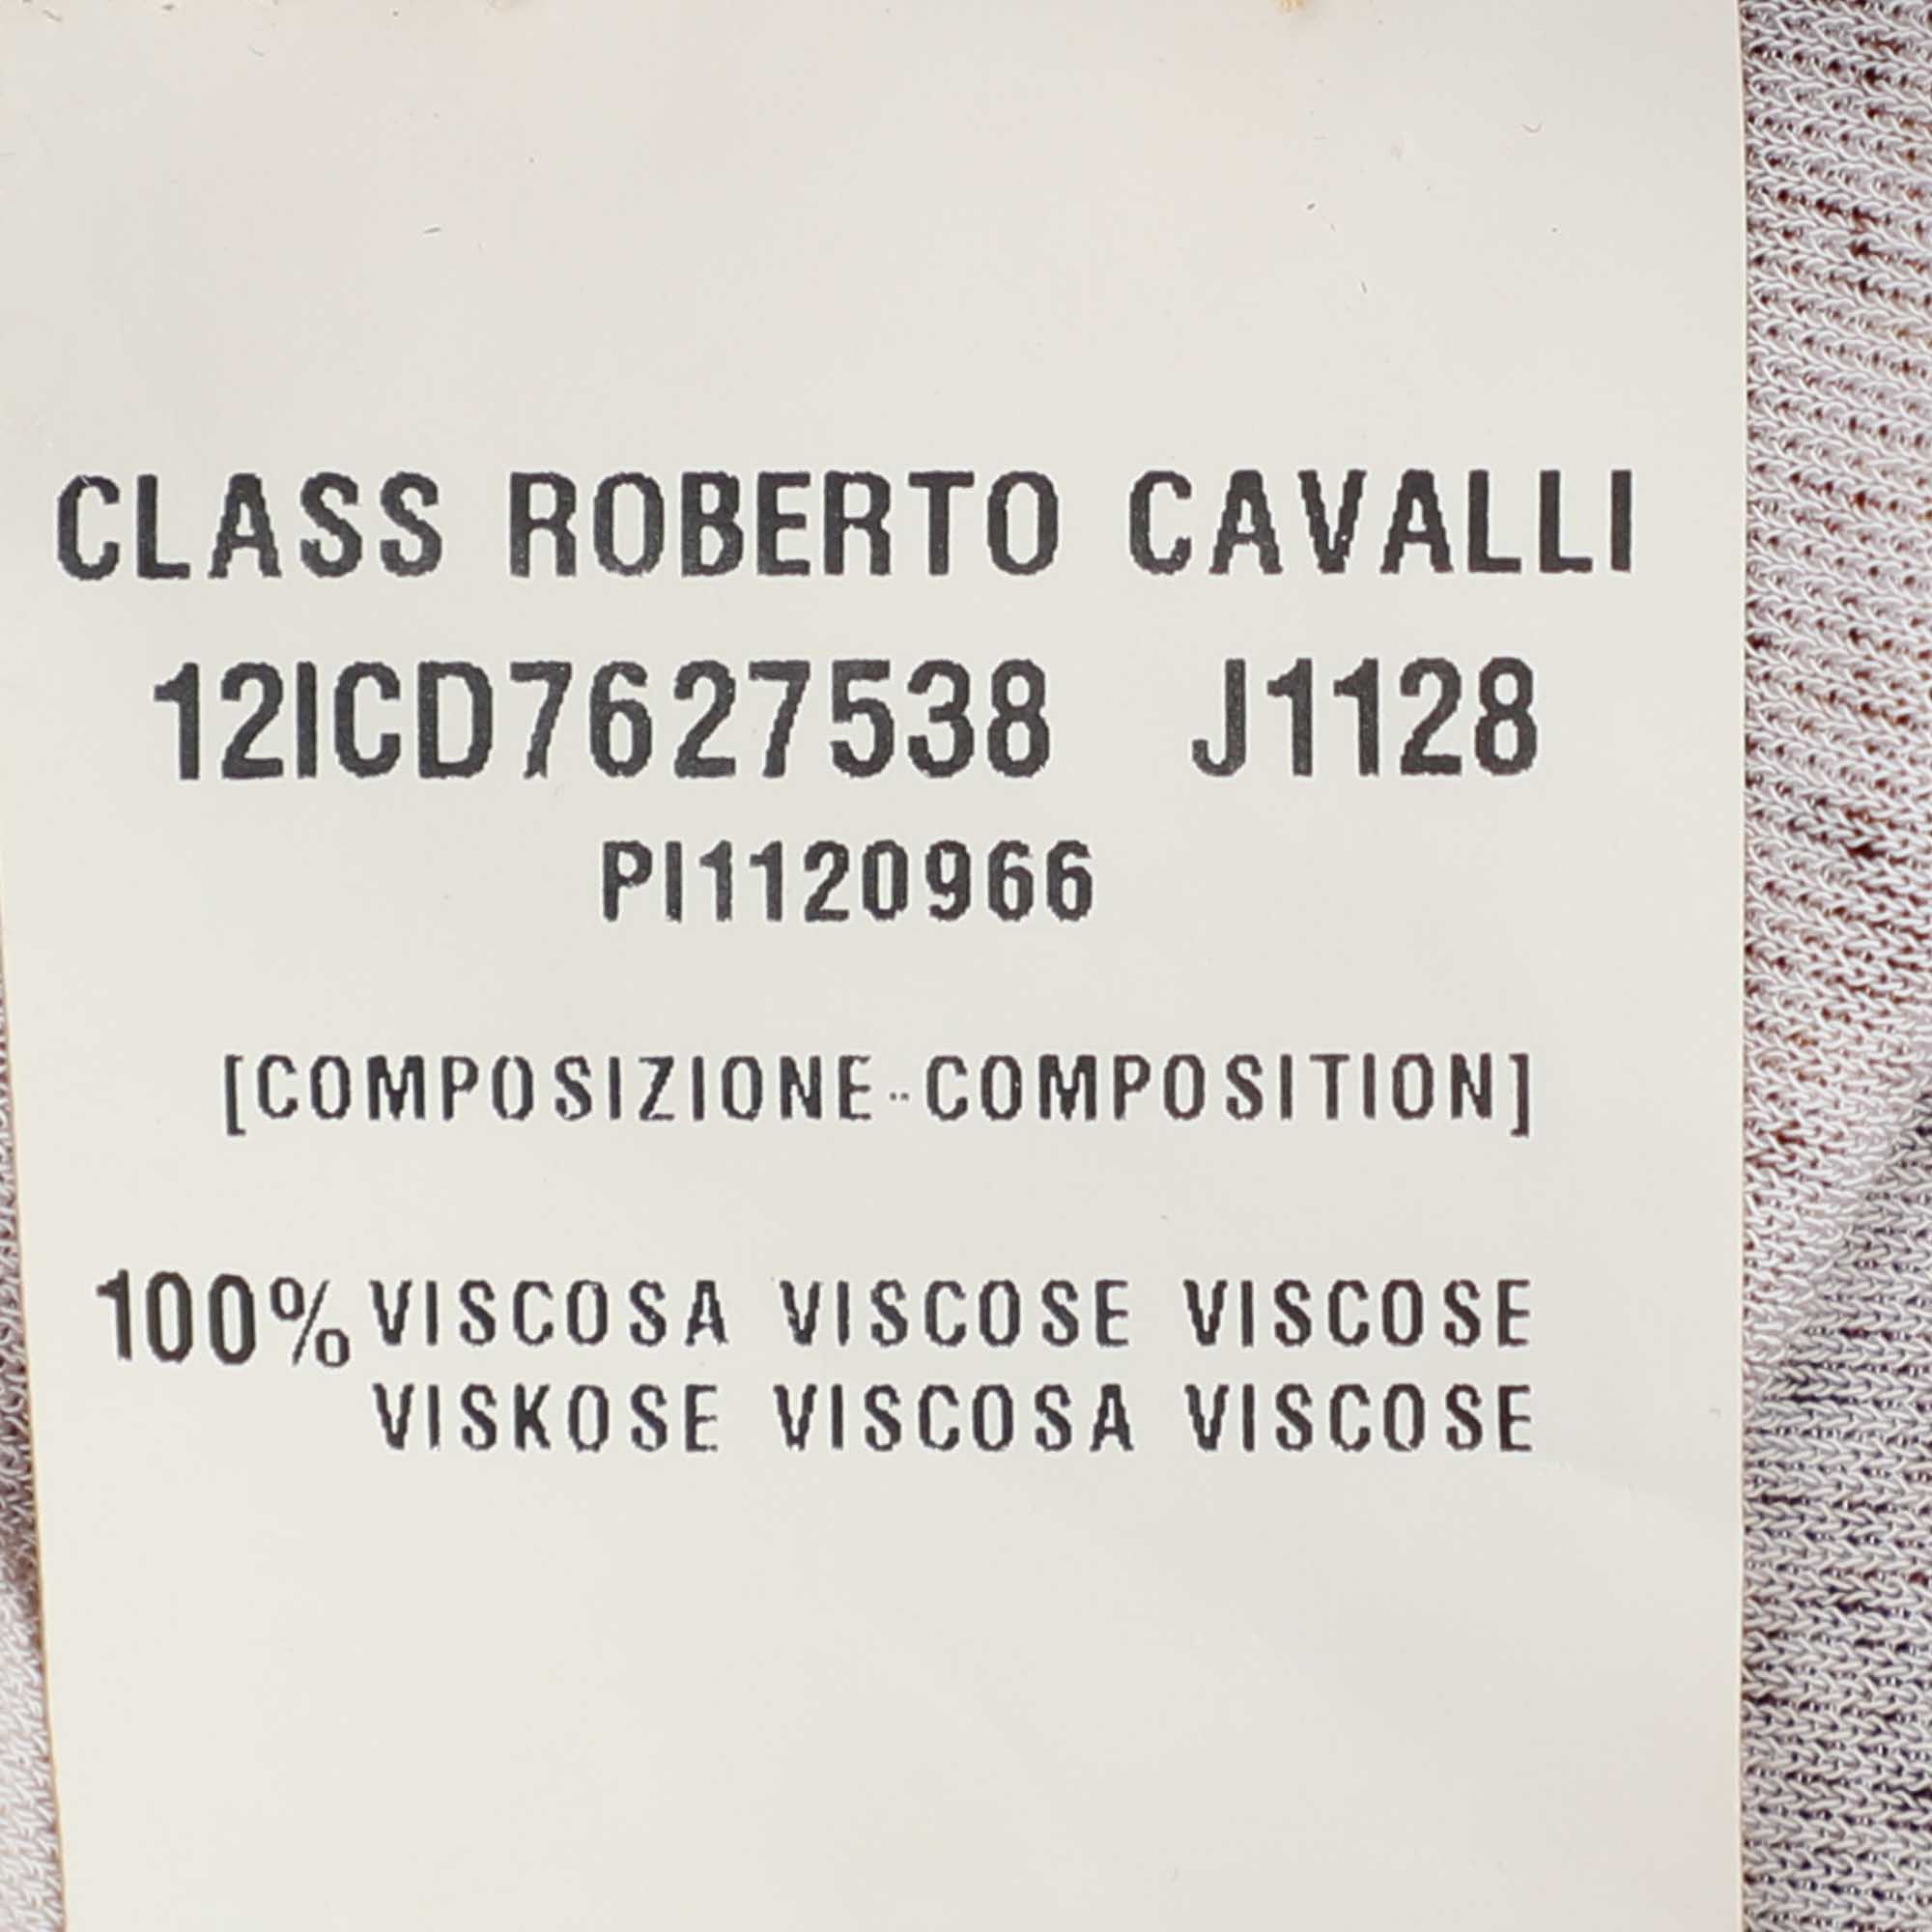 CLASS ROBERTO CAVALLI
12ICD7627538 J1128
PI1120966
[COMPOSIZIONE--COMPOSITION]
100% VISCOSA VISCOSE VISCOSE
VISKOSE VISCOSA VISCOSE